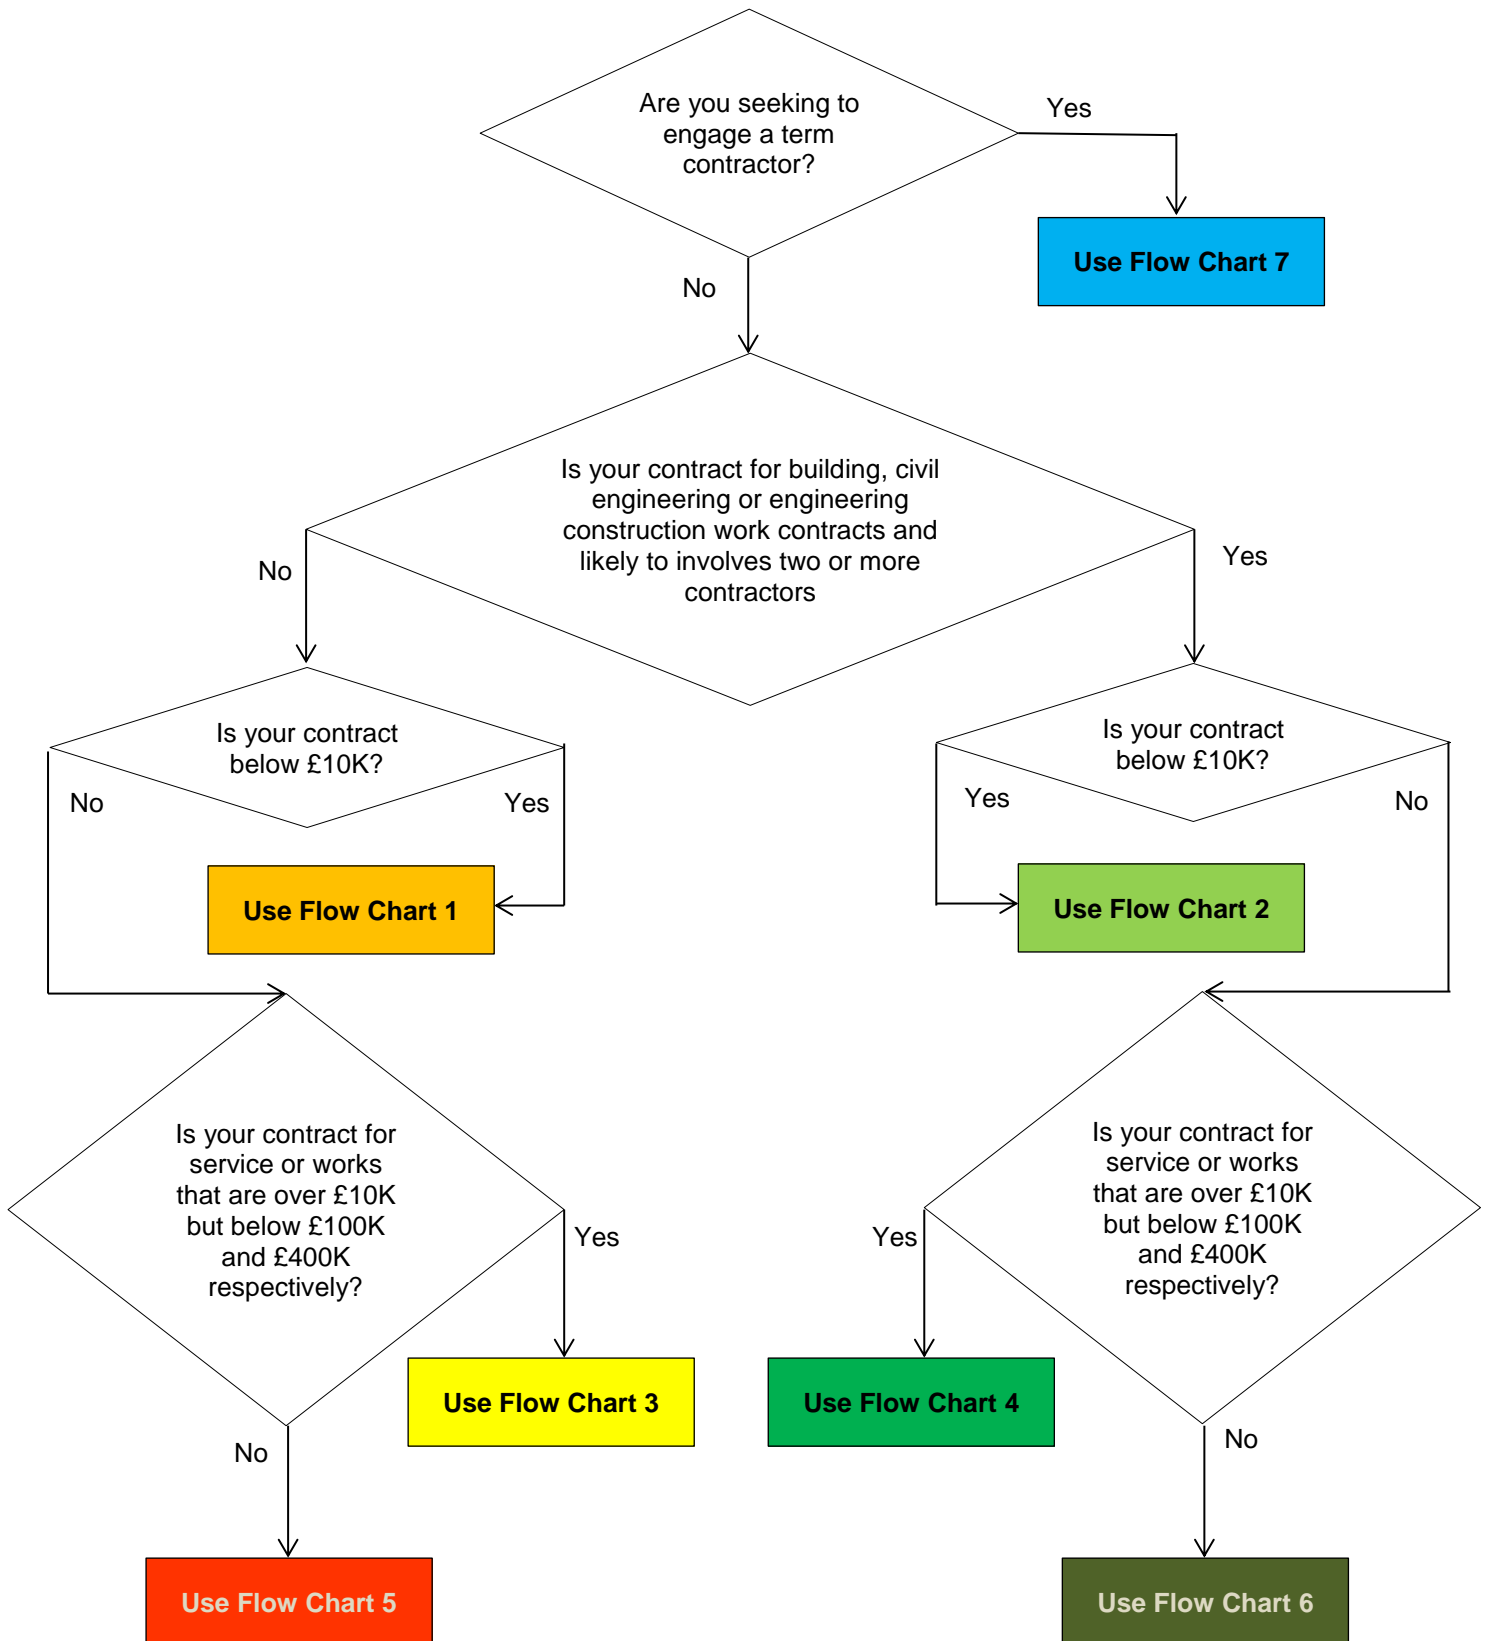 Are you seeking to
engage a term
contractor?
Yes
Use Flow Chart 7
No
Is your contract for building, civil
engineering or engineering
construction work contracts and
likely to involves two or more
contractors
No
Yes
Is your contract
below £10K?
No
Yes
Use Flow Chart 1
Is your contract
below £10K?
Yes
No
Use Flow Chart 2
Is your contract for
service or works
that are over £10K
but below £100K
and £400K
respectively?
Yes
Use Flow Chart 3
No
Use Flow Chart 5
Is your contract for
service or works
that are over £10K
but below £100K
and £400K
respectively?
Yes
Use Flow Chart 4
No
Use Flow Chart 6